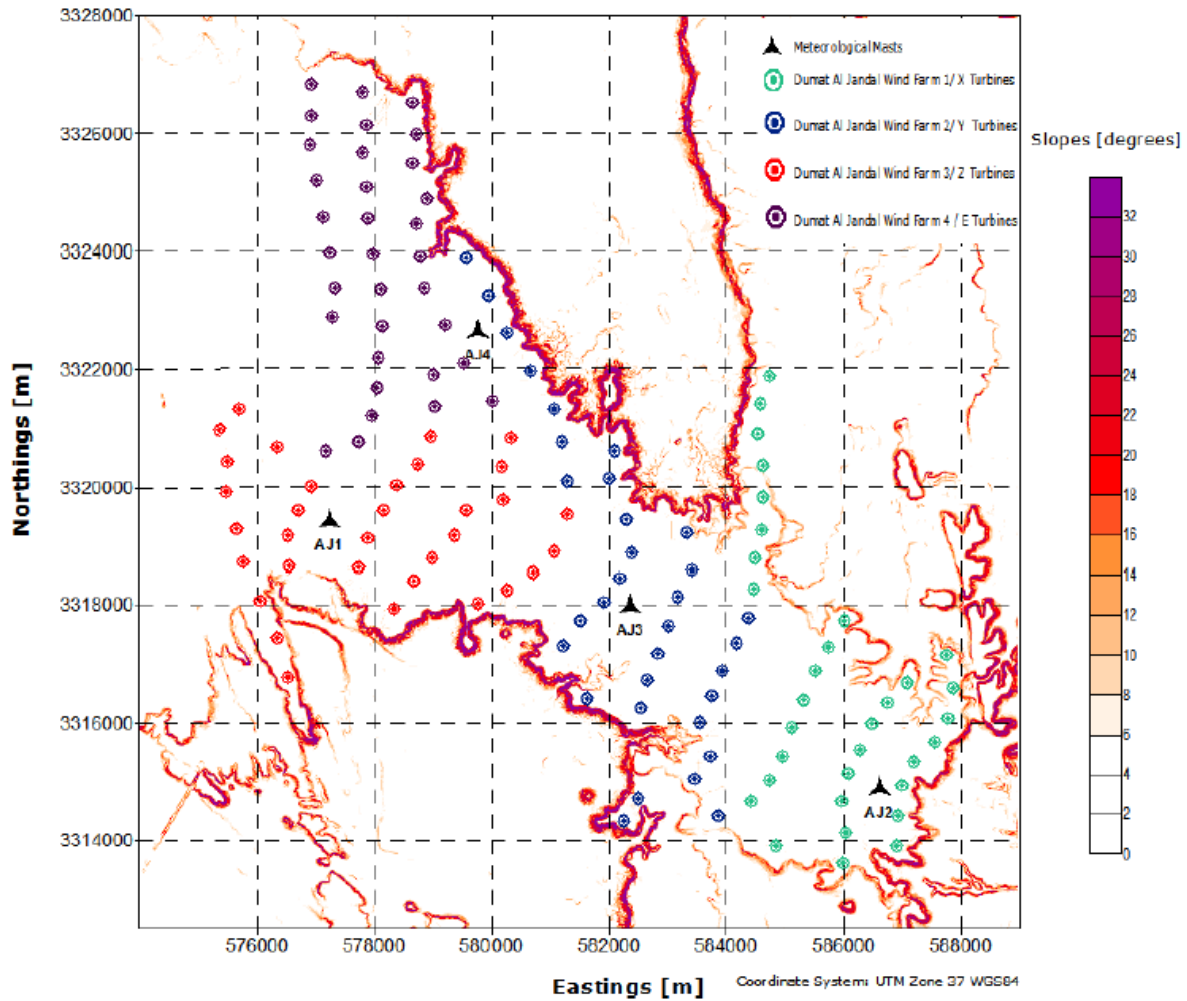 3328000
3326000
3324000
3322000
3320000
3318000
3316000
3314000
Northings [m]
Meteorological Masts
Dumat Al Jandal Wind Farm 1/ X Turbines
Dumat Al Jandal Wind Farm 2/ Y Turbines
Dumat Al Jandal Wind Farm 3/ Z Turbines
Dumat Al Jandal Wind Farm 4 / E Turbines
Slopes [degrees]
32
30
28
26
24
22
20
18
16
14
12
10
8
6
4
2
0
AJ4
AJ1
AJ3
AJ2
576000 578000 580000 582000 584000 586000 588000
Eastings [m]
Coordinate System: UTM Zone 37 WGS84